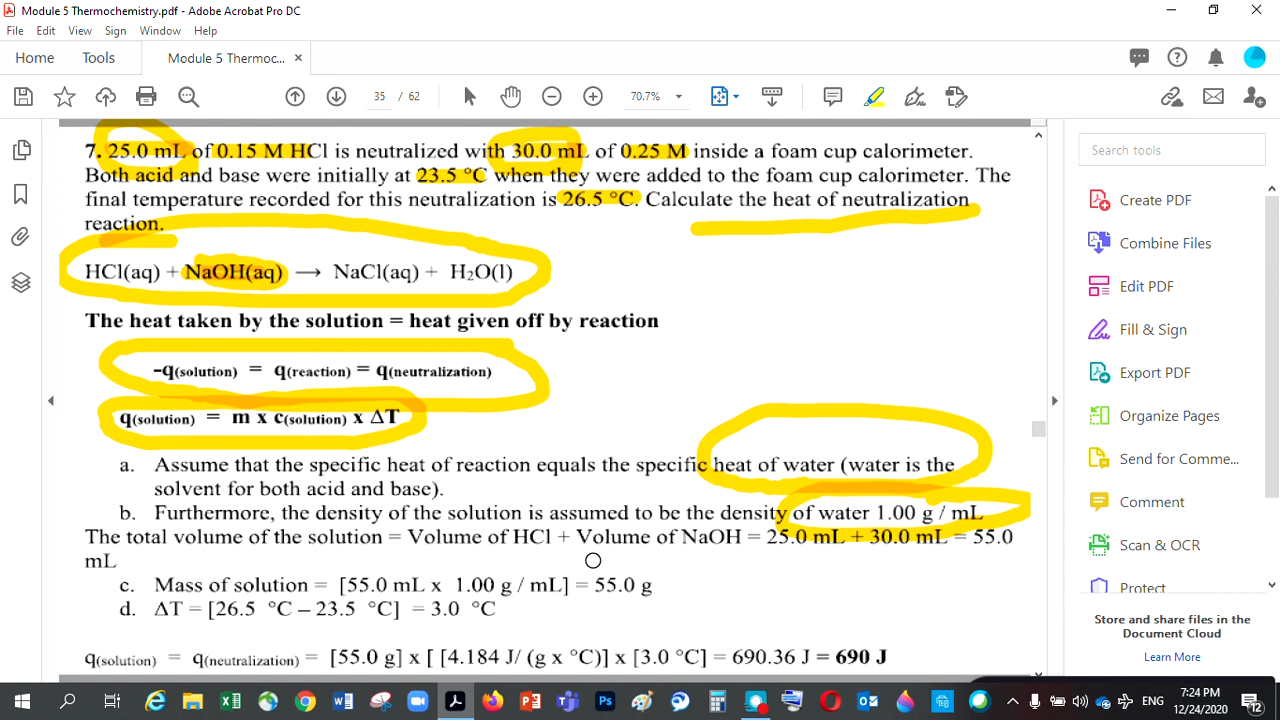 Module 5 Thermochemistry.pdf - Adobe Acrobat Pro DC
File Edit View Sign Window Help
Home Tools Module 5 Thermoc... ×
35 / 62 70.7%
7. 25.0 mL of 0.15 M HCl is neutralized with 30.0 mL of 0.25 M inside a foam cup calorimeter.
Both acid and base were initially at 23.5 °C when they were added to the foam cup calorimeter. The
final temperature recorded for this neutralization is 26.5 °C. Calculate the heat of neutralization
reaction.
HCl(aq) + NaOH(aq) → NaCl(aq) + H₂O(l)
The heat taken by the solution = heat given off by reaction
-q(solution) = q(reaction) = q(neutralization)
q(solution) = m x c(solution) x ΔT
a. Assume that the specific heat of reaction equals the specific heat of water (water is the
solvent for both acid and base).
b. Furthermore, the density of the solution is assumed to be the density of water 1.00 g / mL
The total volume of the solution = Volume of HCl + Volume of NaOH = 25.0 mL + 30.0 mL = 55.0
mL
c. Mass of solution = [55.0 mL x 1.00 g / mL] = 55.0 g
d. ΔT = [26.5 °C – 23.5 °C] = 3.0 °C
q(solution) = q(neutralization) = [55.0 g] x [ [4.184 J/ (g x °C)] x [3.0 °C] = 690.36 J = 690 J
Search tools
Create PDF
Combine Files
Edit PDF
Fill & Sign
Export PDF
Organize Pages
Send for Comme...
Comment
Scan & OCR
Protect
Store and share files in the
Document Cloud
Learn More
ENG
7:24 PM
12/24/2020
12